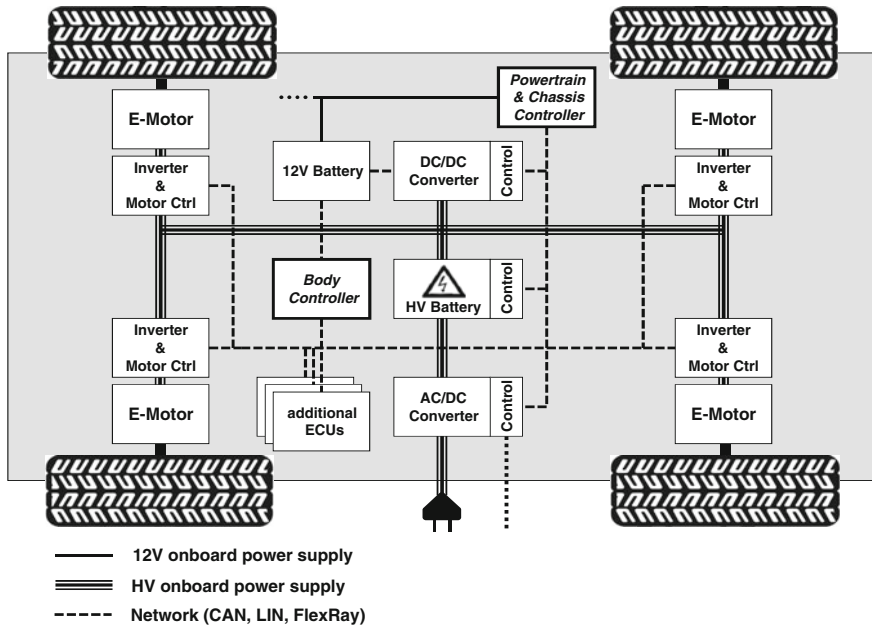 Powertrain
& Chassis
Controller
E-Motor
E-Motor
Inverter
&
Motor Ctrl
12V Battery
DC/DC
Converter
Control
Inverter
&
Motor Ctrl
Body
Controller
HV Battery
Control
Inverter
&
Motor Ctrl
Inverter
&
Motor Ctrl
E-Motor
additional
ECUs
AC/DC
Converter
Control
E-Motor
12V onboard power supply
HV onboard power supply
Network (CAN, LIN, FlexRay)